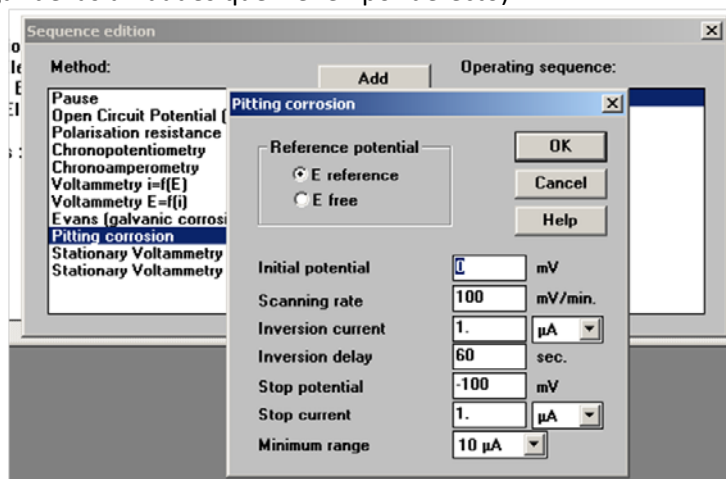 Sequence edition
Method:
Add
Operating sequence:
Pause
Open Circuit Potential (
Polarisation resistance
Chronopotentiometry
Chronoamperometry
Voltammetry i=f(E)
Voltammetry E=f(i)
Evans (galvanic corrosi
Pitting corrosion
Stationary Voltammetry
Stationary Voltammetry
Pitting corrosion
Reference potential
E reference
E free
OK
Cancel
Help
Initial potential 0 mV
Scanning rate 100 mV/min.
Inversion current 1. µA
Inversion delay 60 sec.
Stop potential -100 mV
Stop current 1. µA
Minimum range 10 µA